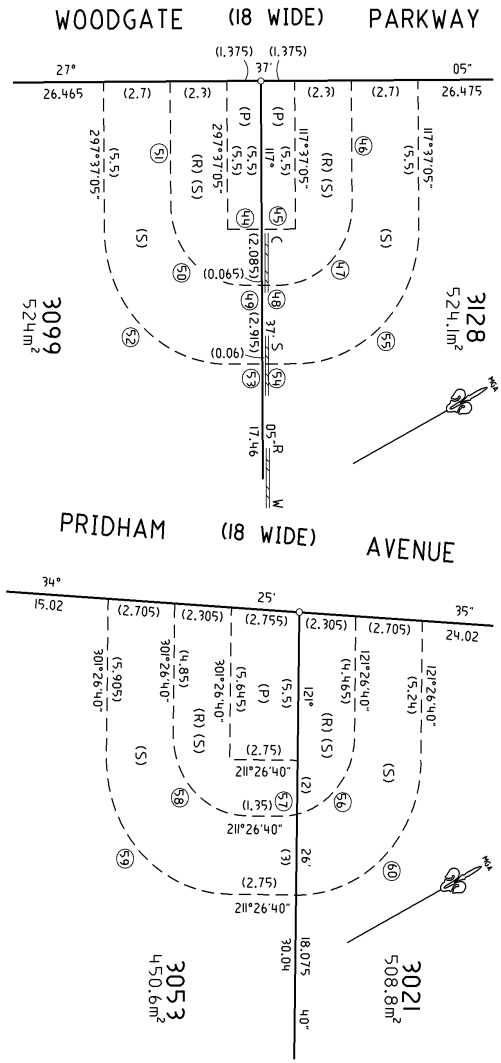 WOODGATE (18 WIDE) PARKWAY
(1.375) (1.375)
27° 37' 05"
26.465 (2.7) (2.3) (2.3) (2.7) 26.475
297°37'05"
(5.5)
51
(R) (S)
297°37'05"
(5.5)
(P)
(5.5)
117°
(P)
(5.5)
117°37'05"
(R) (S)
46
117°37'05"
(5.5)
(S)
44
45
(S)
(2.085)
C
50
(0.065)
47
49
48
(2.915)
37'
S
52
(0.06)
55
53
54
05"
R
17.46
W
3099
524m²
3128
524.1m²
MGA
PRIDHAM (18 WIDE) AVENUE
34° 25' 35"
15.02 (2.705) (2.305) (2.755) (2.305) (2.705) 24.02
301°26'40"
(5.905)
301°26'40"
(4.85)
301°26'40"
(5.645)
(P)
(5.5)
121°
121°26'40"
(4.465)
121°26'40"
(5.24)
(S)
(R) (S)
(R) (S)
(S)
(2.75)
211°26'40"
(2)
58
(1.35)
57
56
211°26'40"
59
(3)
26'
60
(2.75)
211°26'40"
18.075
30.04
40"
3053
450.6m²
3021
508.8m²
MGA